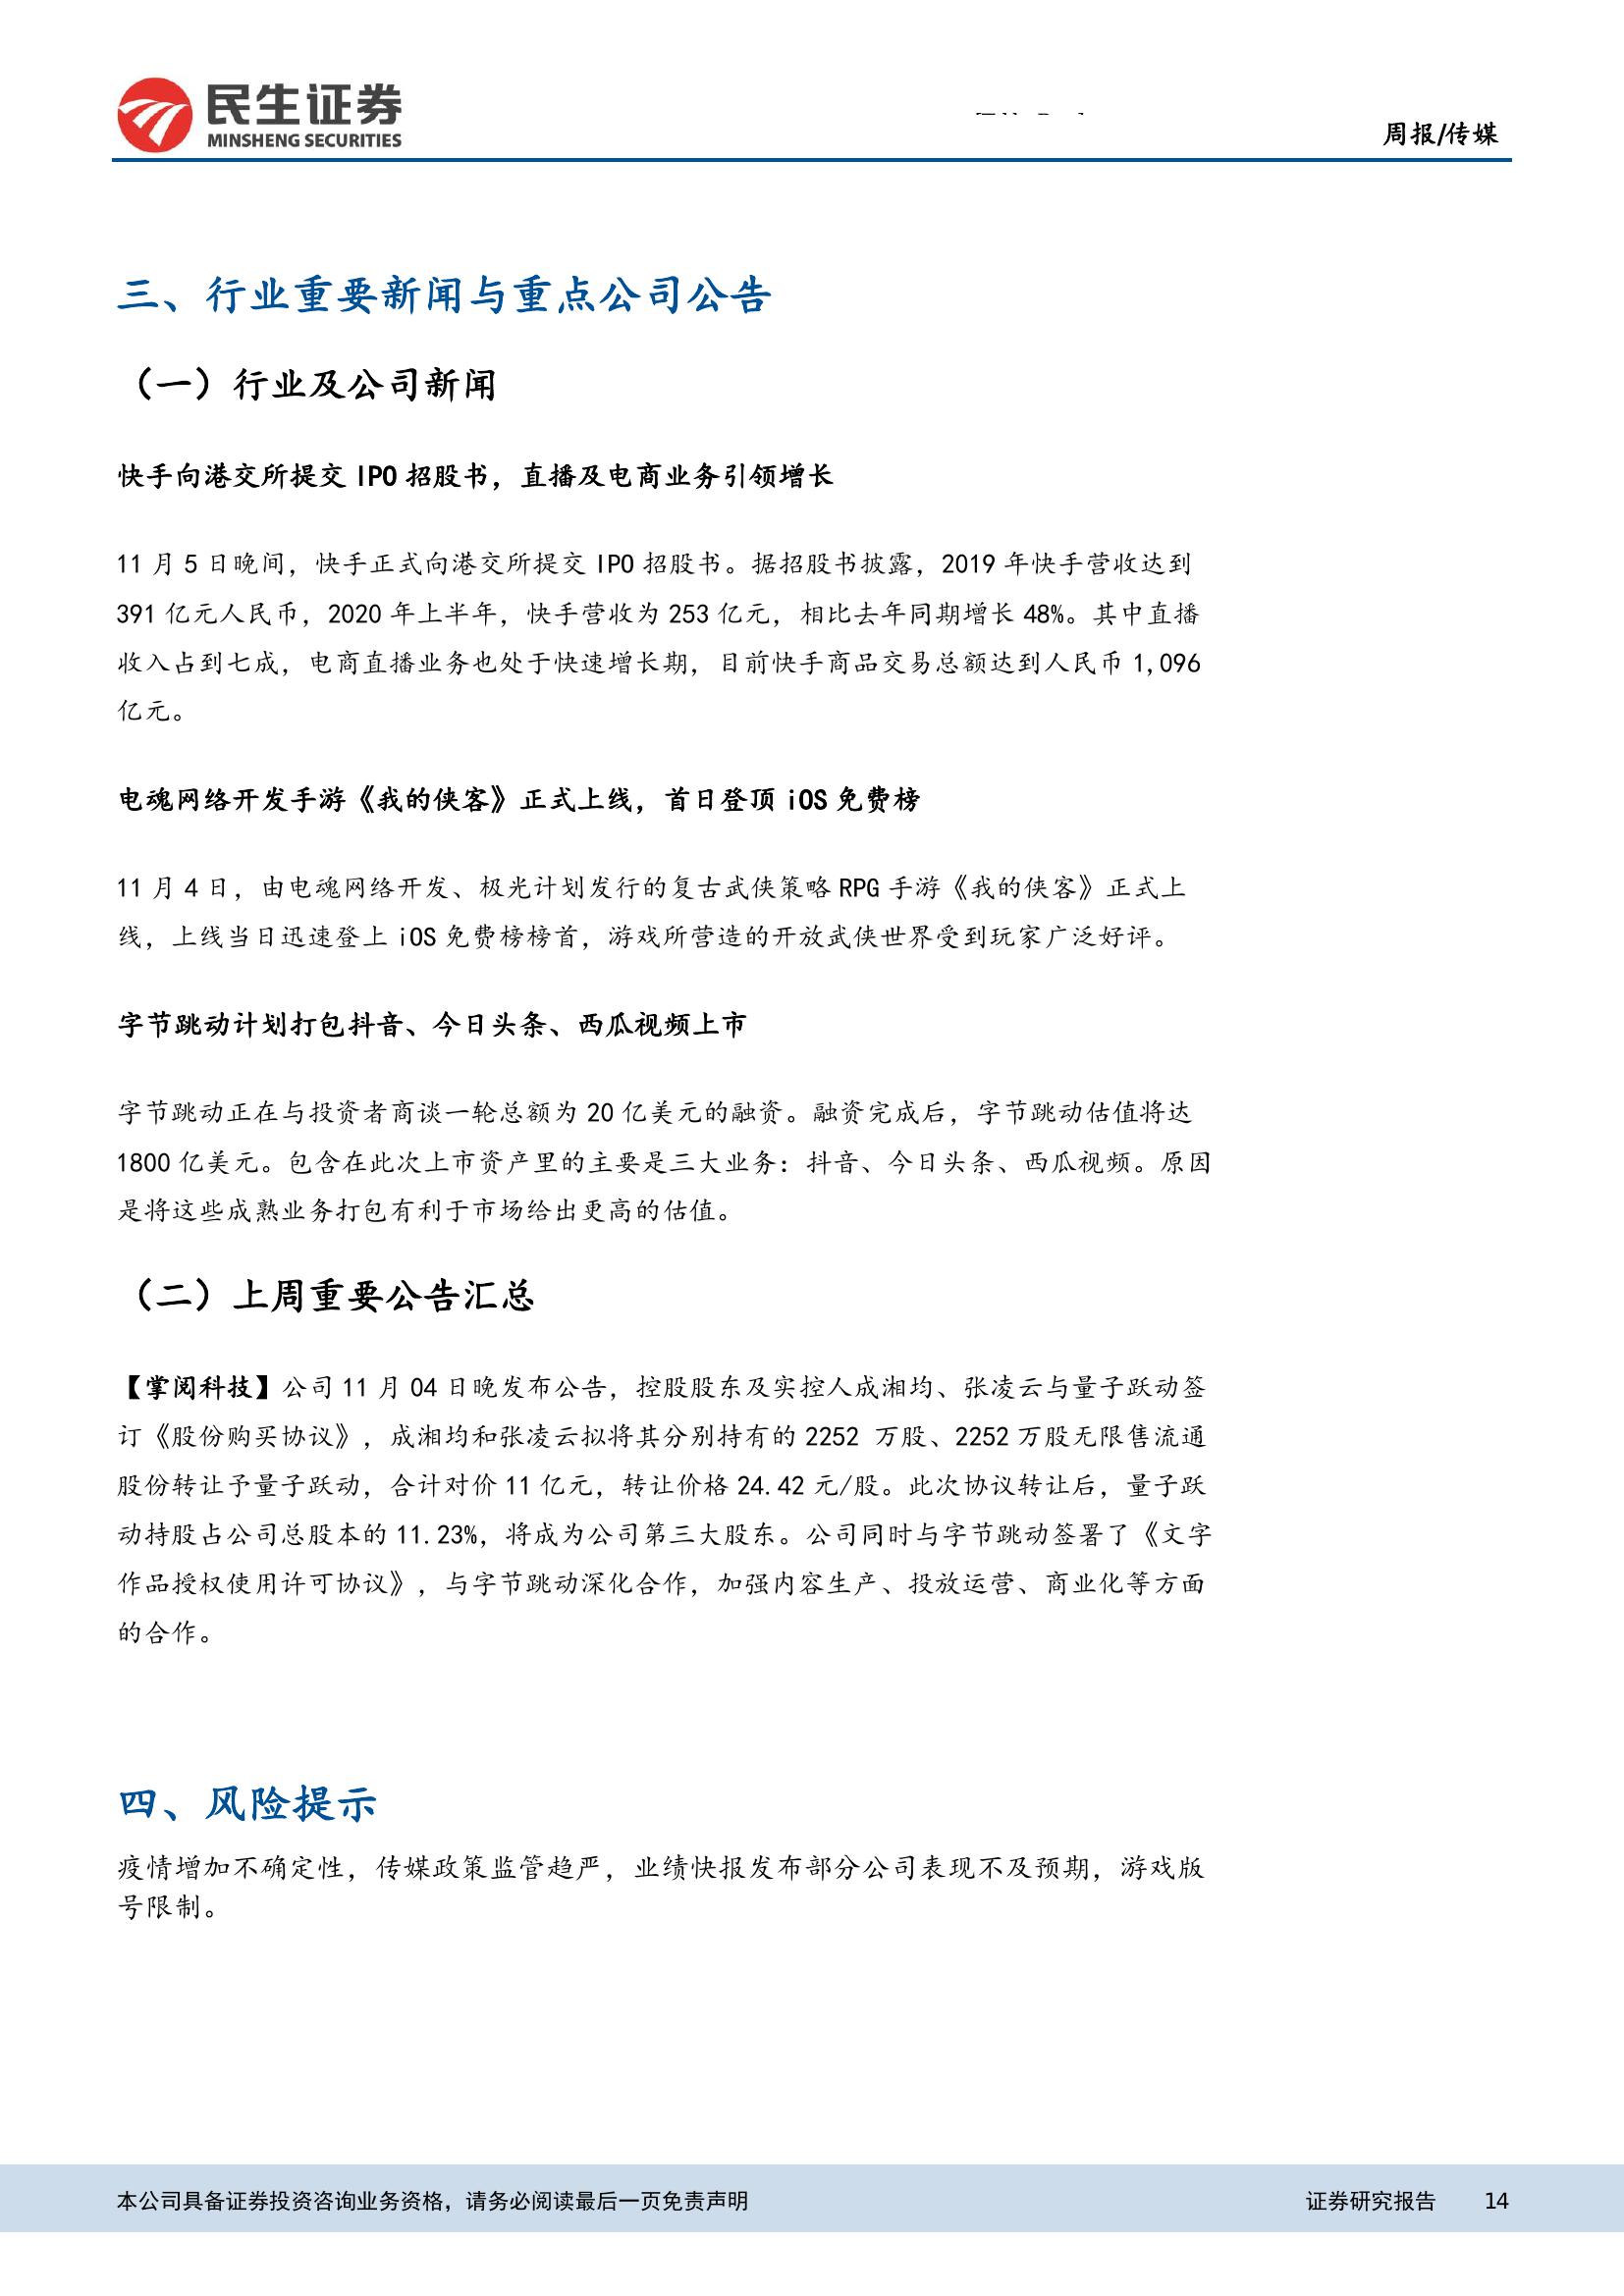 民生证券
MINSHENG SECURITIES
周报/传媒
三、行业重要新闻与重点公司公告
（一）行业及公司新闻
快手向港交所提交 IPO 招股书，直播及电商业务引领增长
11 月 5 日晚间，快手正式向港交所提交 IPO 招股书。据招股书披露，2019 年快手营收达到
391 亿元人民币，2020 年上半年，快手营收为 253 亿元，相比去年同期增长 48%。其中直播
收入占到七成，电商直播业务也处于快速增长期，目前快手商品交易总额达到人民币 1,096
亿元。
电魂网络开发手游《我的侠客》正式上线，首日登顶 iOS 免费榜
11 月 4 日，由电魂网络开发、极光计划发行的复古武侠策略 RPG 手游《我的侠客》正式上
线，上线当日迅速登上 iOS 免费榜榜首，游戏所营造的开放武侠世界受到玩家广泛好评。
字节跳动计划打包抖音、今日头条、西瓜视频上市
字节跳动正在与投资者商谈一轮总额为 20 亿美元的融资。融资完成后，字节跳动估值将达
1800 亿美元。包含在此次上市资产里的主要是三大业务：抖音、今日头条、西瓜视频。原因
是将这些成熟业务打包有利于市场给出更高的估值。
（二）上周重要公告汇总
【掌阅科技】公司 11 月 04 日晚发布公告，控股股东及实控人成湘均、张凌云与量子跃动签
订《股份购买协议》，成湘均和张凌云拟将其分别持有的 2252 万股、2252 万股无限售流通
股份转让予量子跃动，合计对价 11 亿元，转让价格 24.42 元/股。此次协议转让后，量子跃
动持股占公司总股本的 11.23%，将成为公司第三大股东。公司同时与字节跳动签署了《文字
作品授权使用许可协议》，与字节跳动深化合作，加强内容生产、投放运营、商业化等方面
的合作。
四、风险提示
疫情增加不确定性，传媒政策监管趋严，业绩快报发布部分公司表现不及预期，游戏版
号限制。
本公司具备证券投资咨询业务资格，请务必阅读最后一页免责声明
证券研究报告 14